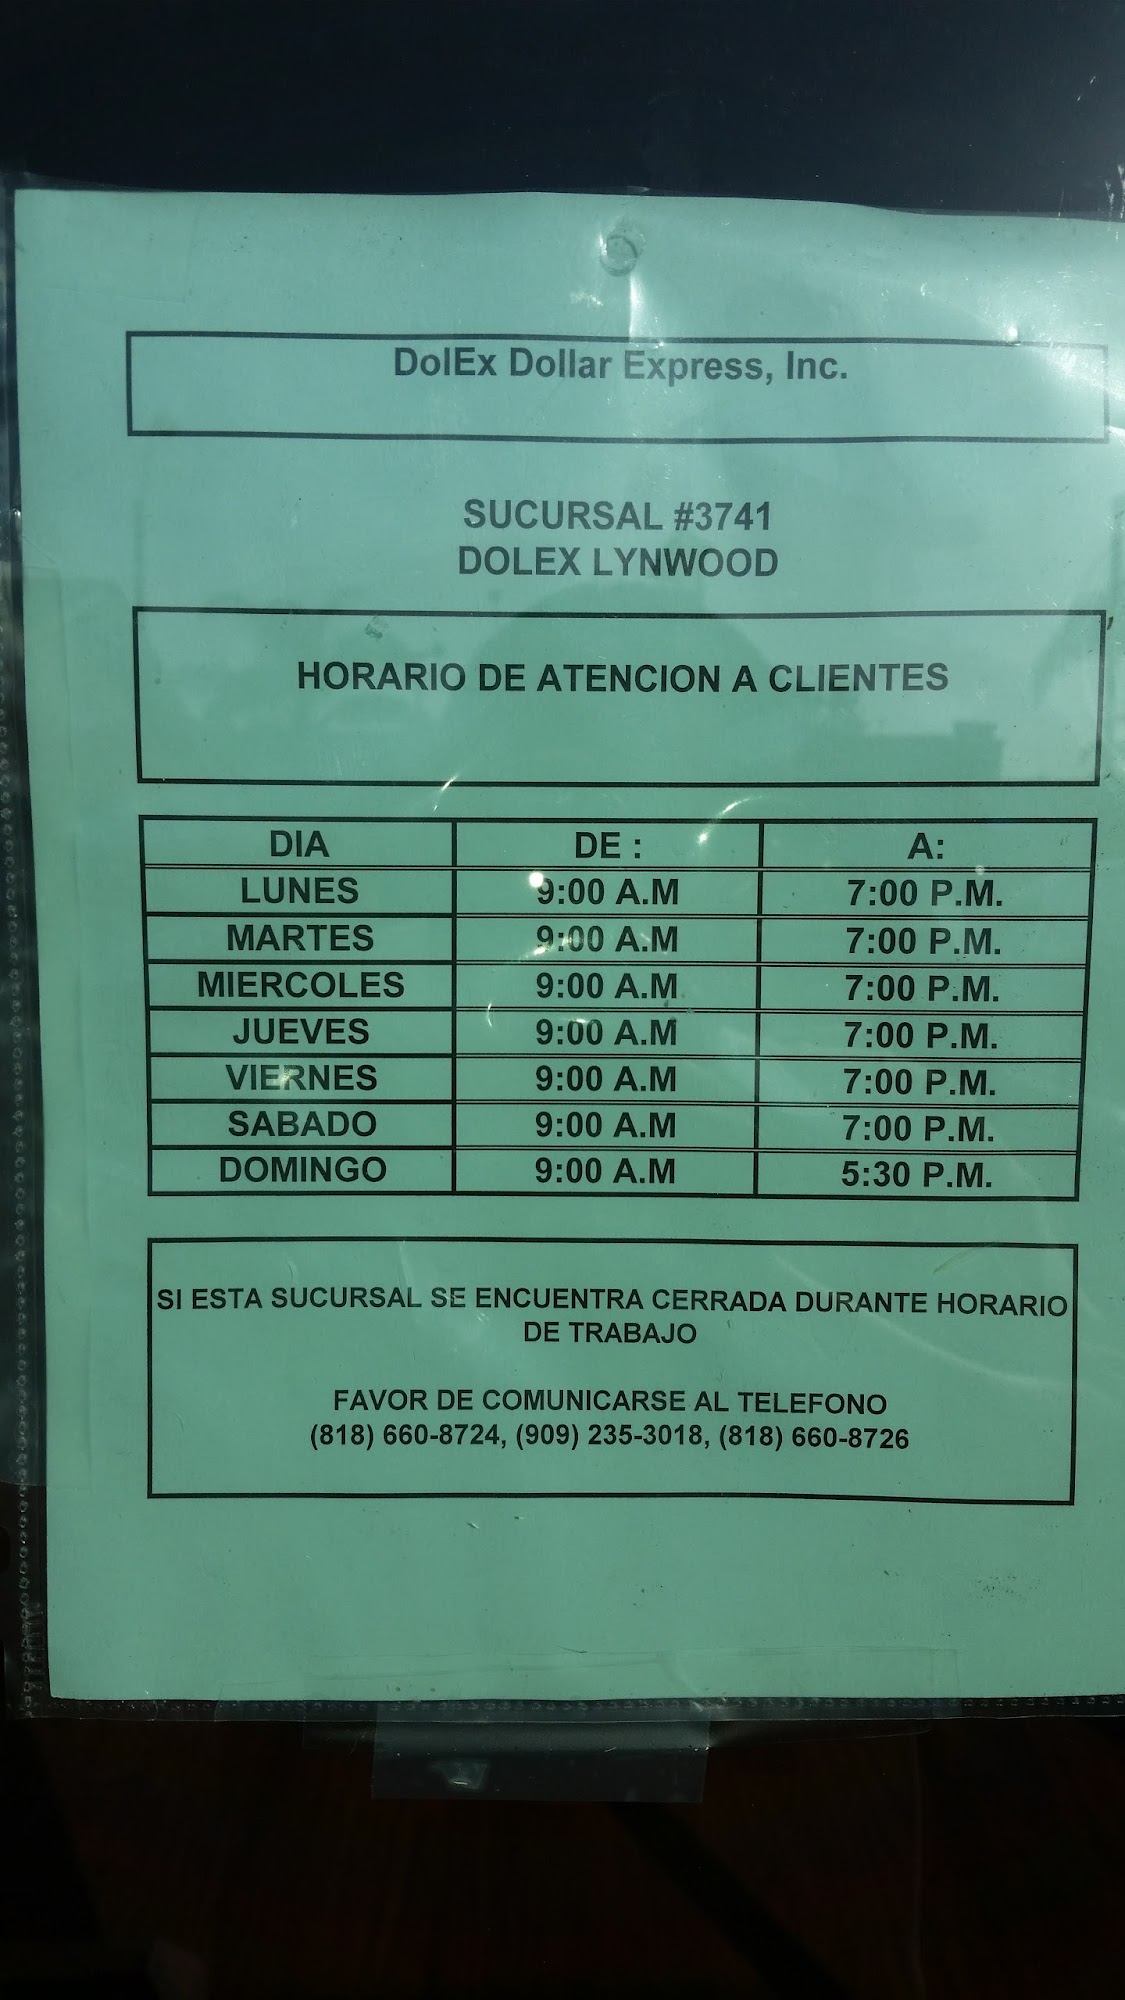 DolEx Dollar Express, Inc.
SUCURSAL #3741
DOLEX LYNWOOD
HORARIO DE ATENCION A CLIENTES
DIA DE : A:
LUNES 9:00 A.M 7:00 P.M.
MARTES 9:00 A.M 7:00 P.M.
MIERCOLES 9:00 A.M 7:00 P.M.
JUEVES 9:00 A.M 7:00 P.M.
VIERNES 9:00 A.M 7:00 P.M.
SABADO 9:00 A.M 7:00 P.M.
DOMINGO 9:00 A.M 5:30 P.M.
SI ESTA SUCURSAL SE ENCUENTRA CERRADA DURANTE HORARIO
DE TRABAJO
FAVOR DE COMUNICARSE AL TELEFONO
(818) 660-8724, (909) 235-3018, (818) 660-8726